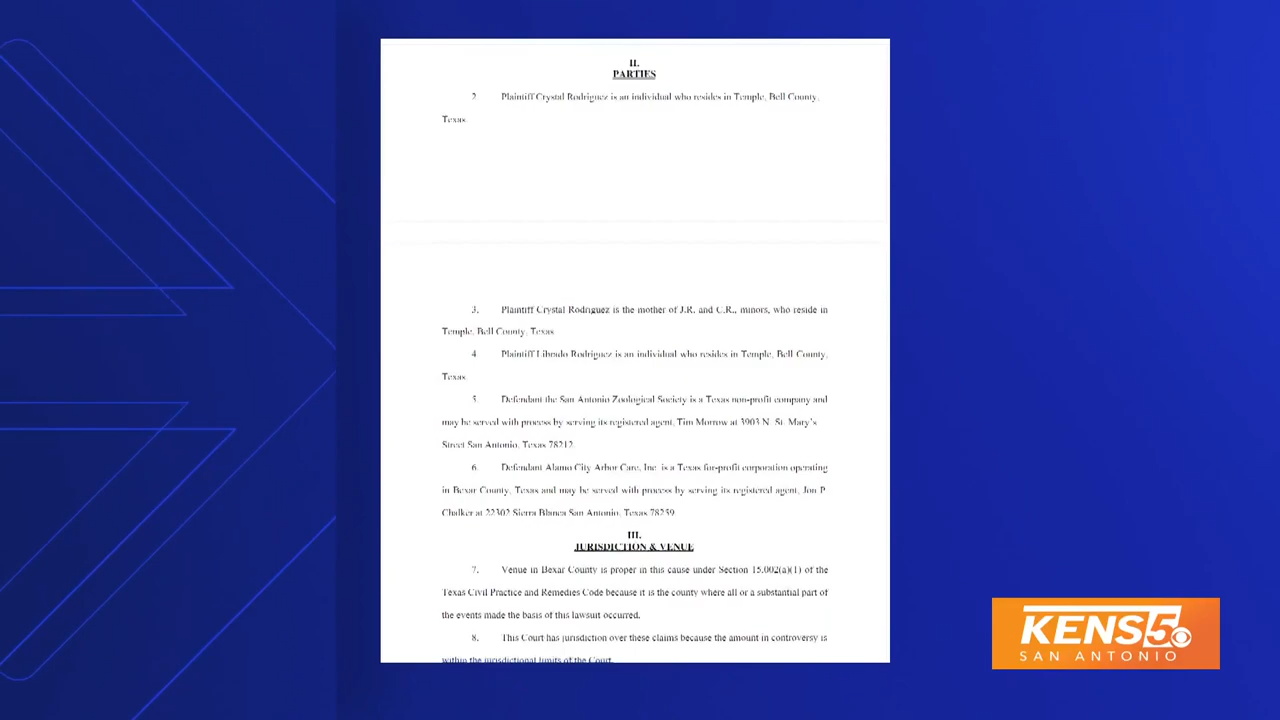 II.
PARTIES
2 Plaintiff Crystal Rodriguez is an individual who resides in Temple, Bell County,
Texas.
3. Plaintiff Crystal Rodriguez is the mother of J.R. and C.R., minors, who reside in
Temple, Bell County, Texas
4 Plaintiff Librado Rodriguez is an individual who resides in Temple, Bell County,
Texas.
5 Defendant the San Antonio Zoological Society is a Texas non-profit company and
may be served with process by serving its registered agent, Tim Morrow at 3903 N. St. Mary's
Street San Antonio, Texas 78212
6. Defendant Alamo City Arbor Care, Inc. is a Texas for-profit corporation operating
in Bexar County, Texas and may be served with process by serving its registered agent, Jon P
Chalker at 22302 Sierra Blanca San Antonio, Texas 78259
III.
JURISDICTION & VENUE
7. Venue in Bexar County is proper in this cause under Section 15.002(a)(1) of the
Texas Civil Practice and Remedies Code because it is the county where all or a substantial part of
the events made the basis of this lawsuit occurred.
8. This Court has jurisdiction over these claims because the amount in controversy is
within the jurisdictional limits of the Court.
KENS 5
SAN ANTONIO